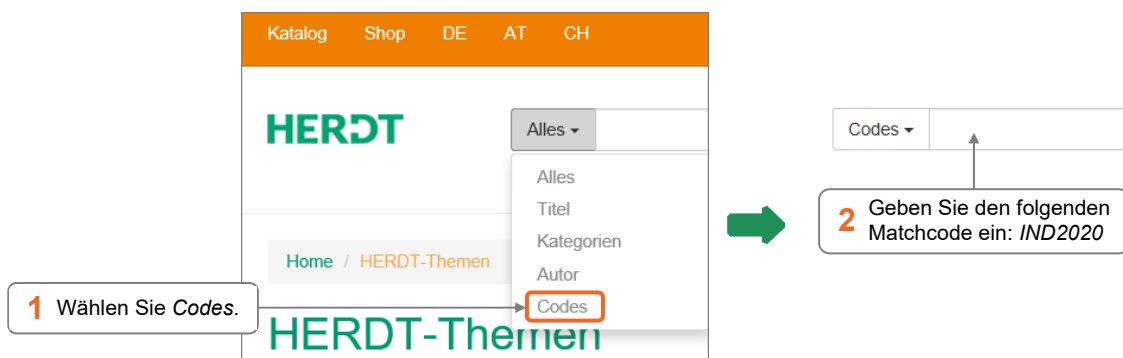 Katalog Shop DE AT CH
HERDT
Alles
Alles
Titel
Kategorien
Autor
Codes
Home / HERDT-Themen
HERDT-Themen
1 Wählen Sie Codes.
Codes
2 Geben Sie den folgenden
Matchcode ein: IND2020